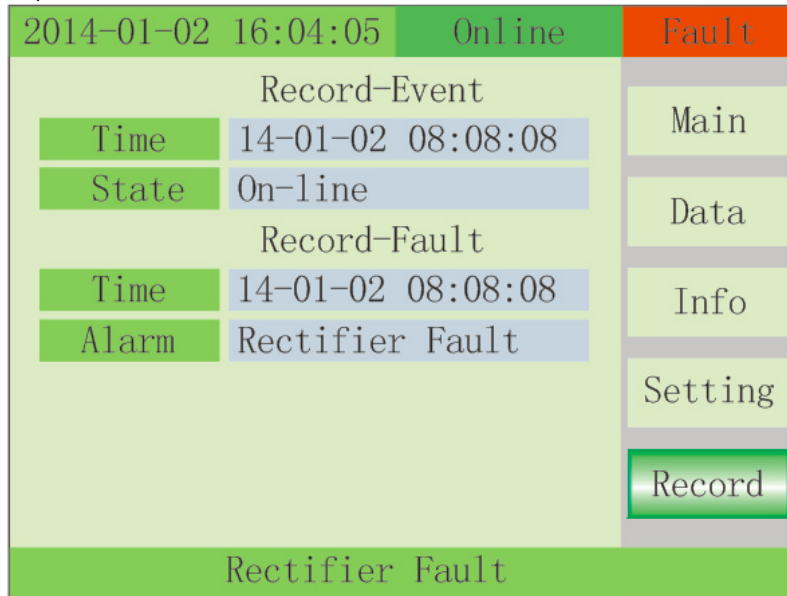 2014-01-02 16:04:05 Online Fault
Record-Event
Time 14-01-02 08:08:08
State On-line
Record-Fault
Time 14-01-02 08:08:08
Alarm Rectifier Fault
Main
Data
Info
Setting
Record
Rectifier Fault